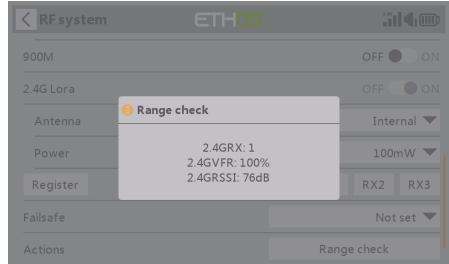 RF system
ETHOS
900M OFF ON
2.4G Lora OFF ON
Antenna Internal
Range check
Power 100mW
2.4GRX: 1
2.4GVFR: 100%
2.4GRSSI: 76dB
Register RX2 RX3
Failsafe Not set
Actions Range check